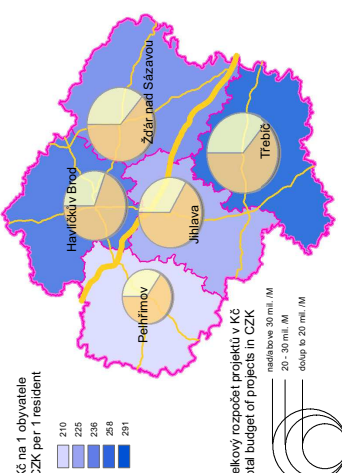 Kč na 1 obyvatele
CZK per 1 resident
210
225
236
258
291
Havlíčkův Brod
Žďár nad Sázavou
Pelhřimov
Jihlava
Třebíč
elkový rozpočet projektů v Kč
otal budget of projects in CZK
nad/above 30 mil. /M
20 - 30 mil. /M
do/up to 20 mil. /M